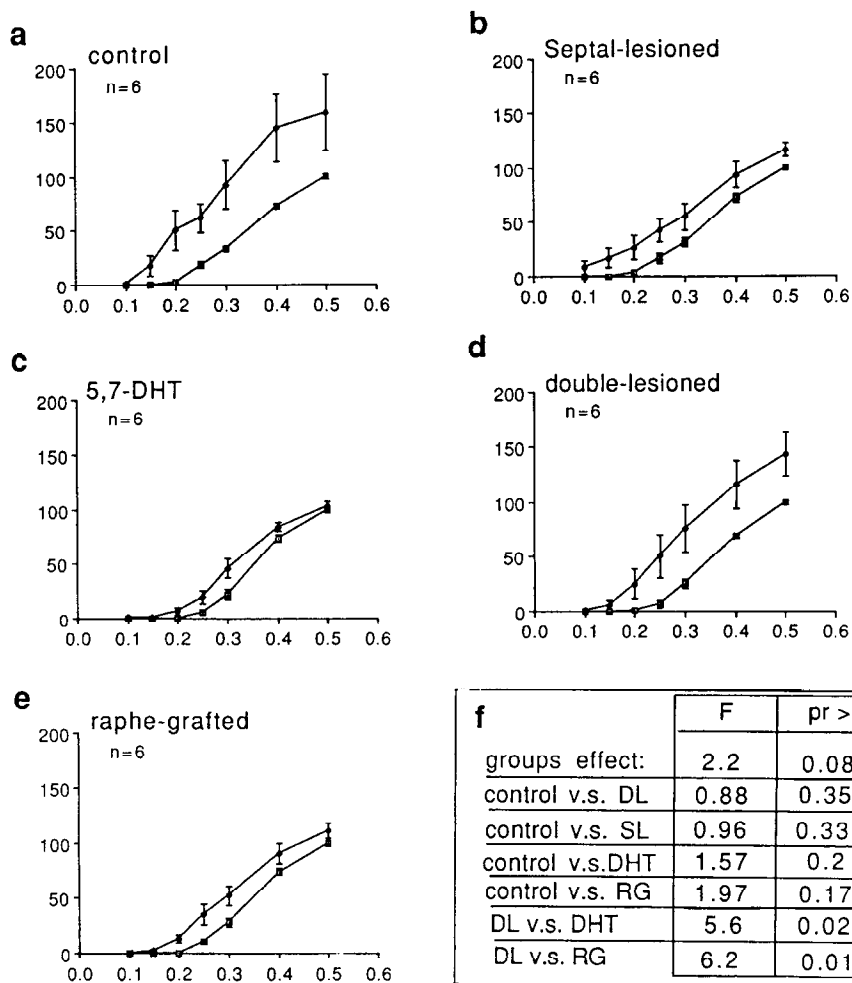 a
control
n=6
200
150
100
50
0
0.0 0.1 0.2 0.3 0.4 0.5 0.6
b
Septal-lesioned
n=6
200
150
100
50
0
0.0 0.1 0.2 0.3 0.4 0.5 0.6
c
5,7-DHT
n=6
200
150
100
50
0
0.0 0.1 0.2 0.3 0.4 0.5 0.6
d
double-lesioned
n=6
200
150
100
50
0
0.0 0.1 0.2 0.3 0.4 0.5 0.6
e
raphe-grafted
n=6
200
150
100
50
0
0.0 0.1 0.2 0.3 0.4 0.5 0.6
f
F pr >
groups effect: 2.2 0.08
control v.s. DL 0.88 0.35
control v.s. SL 0.96 0.33
control v.s.DHT 1.57 0.2
control v.s. RG 1.97 0.17
DL v.s. DHT 5.6 0.02
DL v.s. RG 6.2 0.01